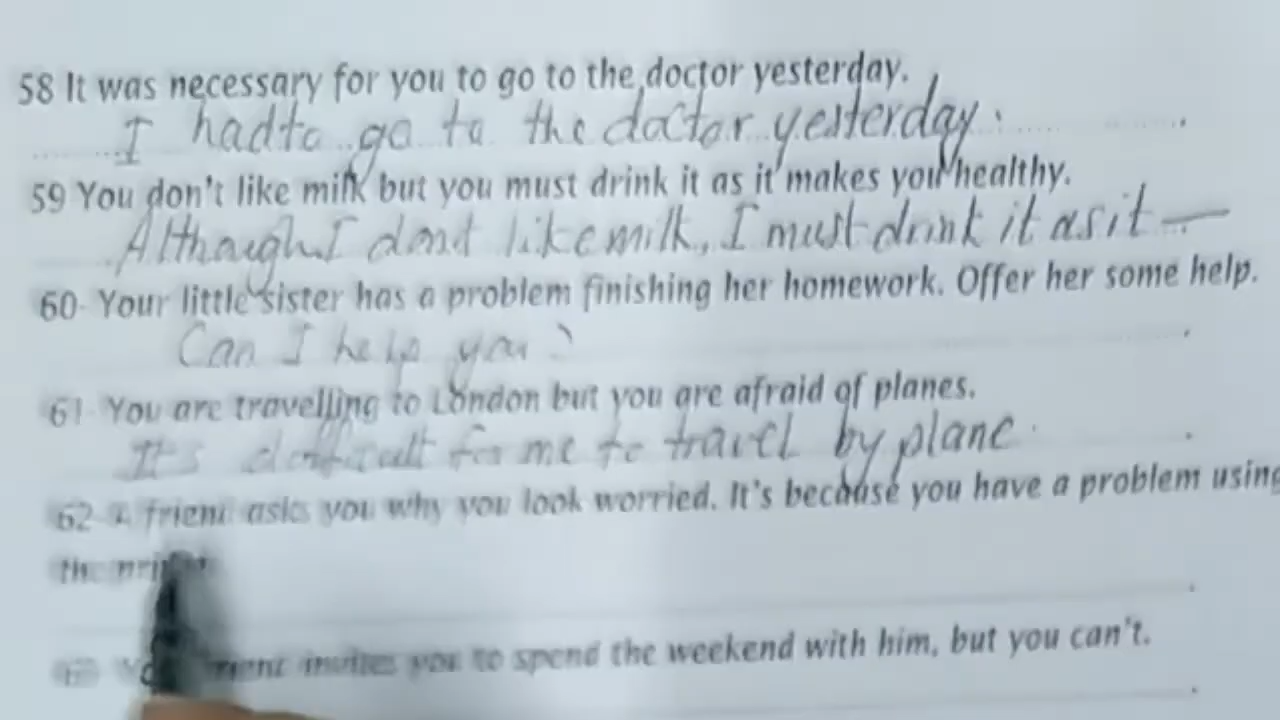 58 It was necessary for you to go to the doctor yesterday.
I had to go to the doctor yesterday.
59 You don't like milk but you must drink it as it makes you healthy.
Although I don't like milk, I must drink it as it —
60- Your little sister has a problem finishing her homework. Offer her some help.
Can I help you?
61- You are travelling to London but you are afraid of planes.
It's difficult for me to travel by plane.
62- A friend asks you why you look worried. It's because you have a problem using
the
invites you to spend the weekend with him, but you can't.